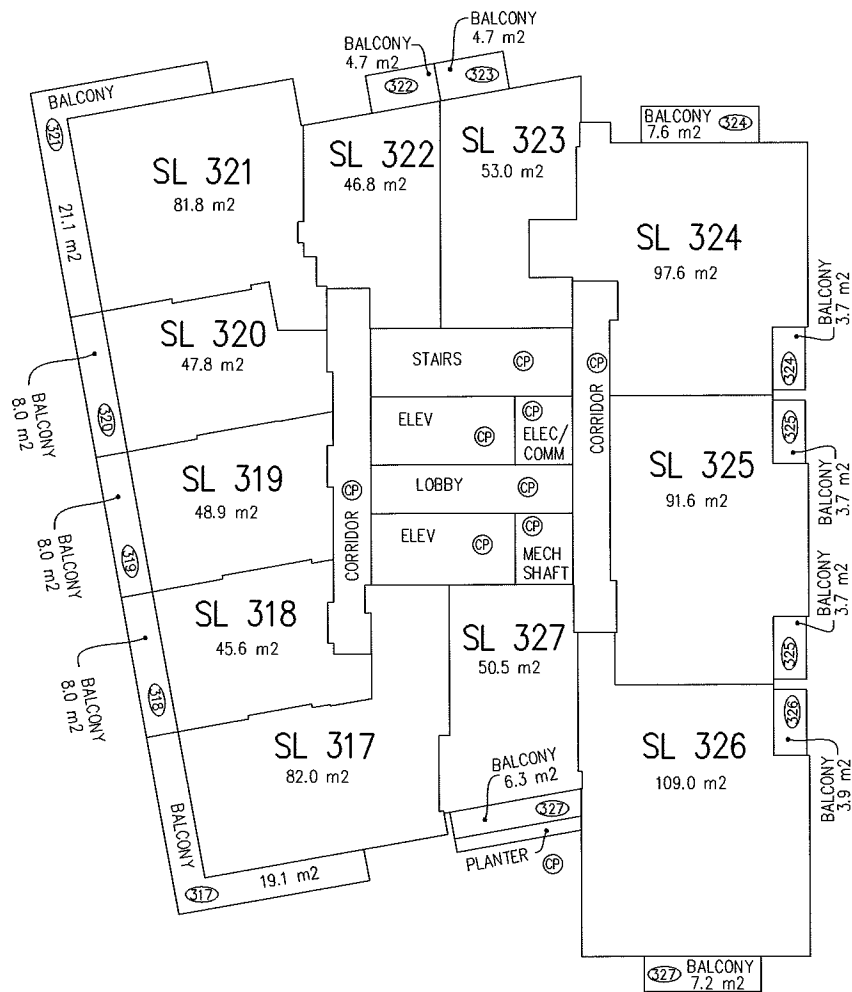 BALCONY
4.7 m2
BALCONY
4.7 m2
322
323
BALCONY
321
21.1 m2
SL 321
81.8 m2
SL 322
46.8 m2
SL 323
53.0 m2
BALCONY
7.6 m2
324
SL 324
97.6 m2
BALCONY
3.7 m2
324
SL 320
47.8 m2
BALCONY
8.0 m2
320
STAIRS
CP
ELEV
CP
CP
ELEC/
COMM
LOBBY
CP
ELEV
CP
CP
MECH
SHAFT
CORRIDOR
CP
CORRIDOR
CP
SL 325
91.6 m2
325
BALCONY
3.7 m2
BALCONY
3.7 m2
325
SL 319
48.9 m2
BALCONY
8.0 m2
319
SL 318
45.6 m2
BALCONY
8.0 m2
318
SL 327
50.5 m2
BALCONY
6.3 m2
327
PLANTER
CP
SL 317
82.0 m2
BALCONY
317
19.1 m2
SL 326
109.0 m2
326
BALCONY
3.9 m2
327
BALCONY
7.2 m2